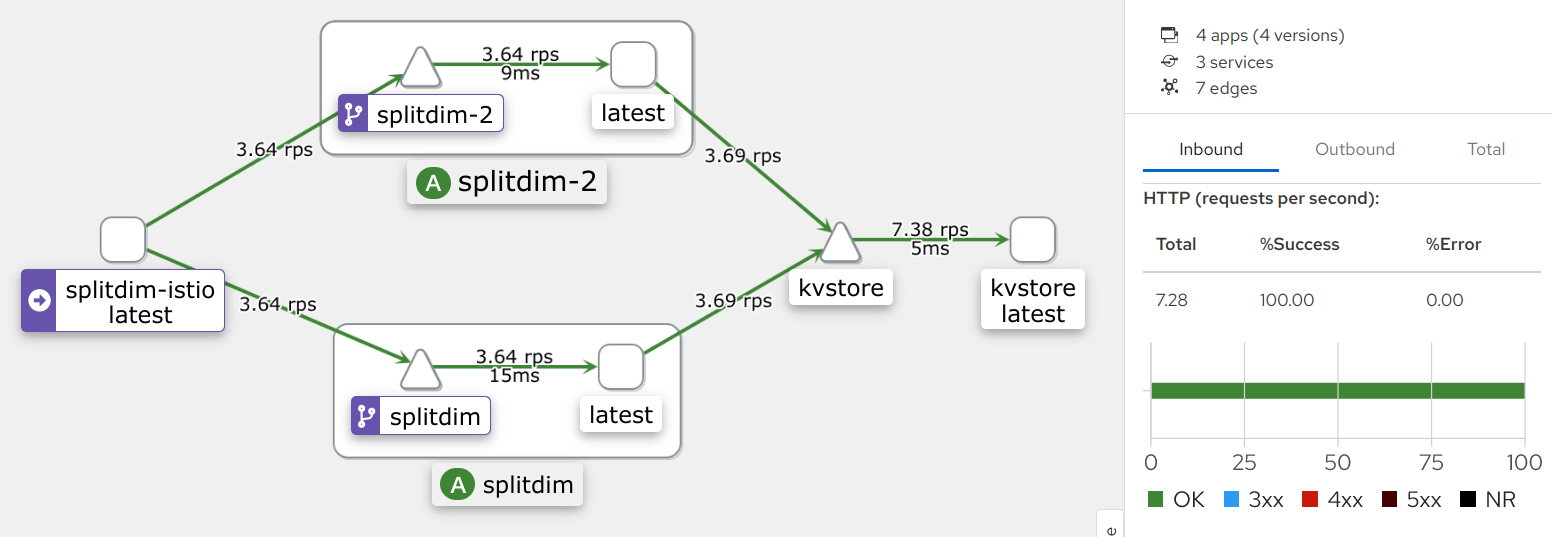 3.64 rps
9ms
splitdim-2
latest
A splitdim-2
3.64 rps
3.69 rps
splitdim-istio
latest
3.64 rps
7.38 rps
5ms
kvstore
kvstore
latest
3.69 rps
3.64 rps
15ms
splitdim
latest
A splitdim
e
4 apps (4 versions)
3 services
7 edges
Inbound
Outbound
Total
HTTP (requests per second):
Total %Success %Error
7.28 100.00 0.00
0 25 50 75 100
OK 3xx 4xx 5xx NR